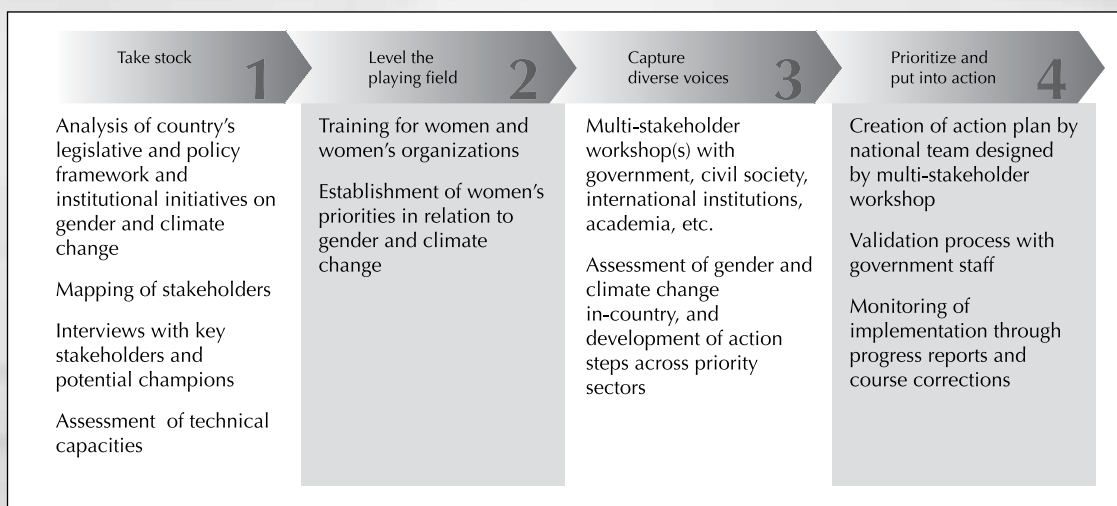 Take stock
1
Analysis of country's
legislative and policy
framework and
institutional initiatives on
gender and climate
change
Mapping of stakeholders
Interviews with key
stakeholders and
potential champions
Assessment of technical
capacities
Level the
playing field
2
Training for women and
women's organizations
Establishment of women's
priorities in relation to
gender and climate
change
Capture
diverse voices
3
Multi-stakeholder
workshop(s) with
government, civil society,
international institutions,
academia, etc.
Assessment of gender and
climate change
in-country, and
development of action
steps across priority
sectors
Prioritize and
put into action
4
Creation of action plan by
national team designed
by multi-stakeholder
workshop
Validation process with
government staff
Monitoring of
implementation through
progress reports and
course corrections